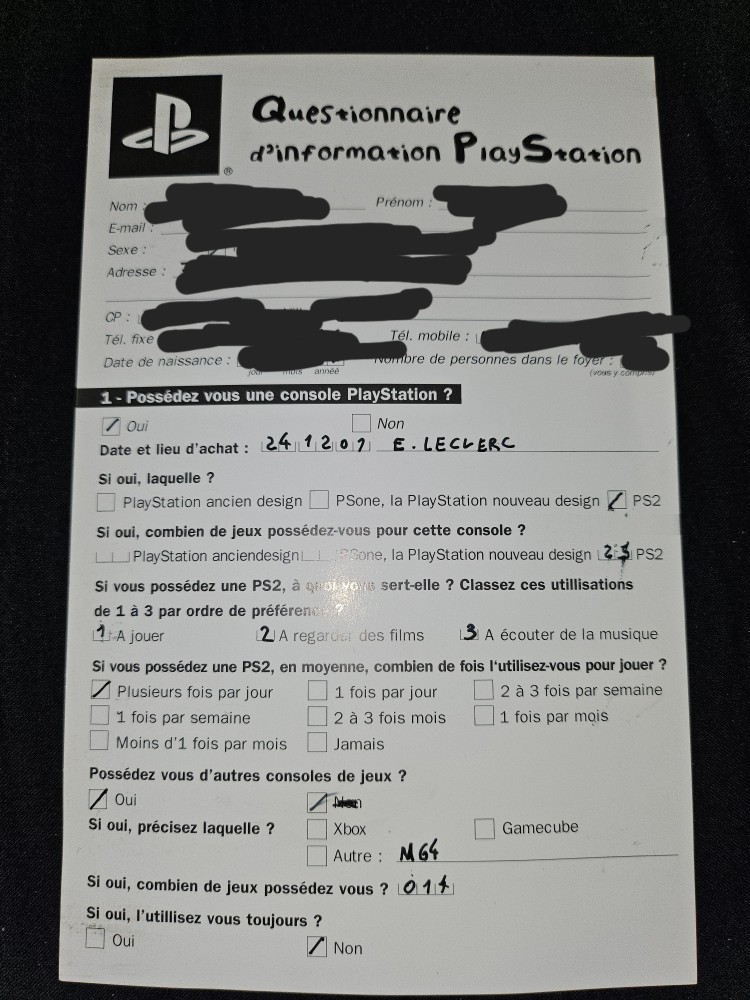 Questionnaire
d'information PlayStation
®
Nom : Prénom :
E-mail :
Sexe :
Adresse :
CP :
Tél. fixe Tél. mobile :
Date de naissance : Nombre de personnes dans le foyer :
jour mois année (vous y compris)
1 - Possédez vous une console PlayStation ?
Oui Non
Date et lieu d'achat : 24 12 02 E. LECLERC
Si oui, laquelle ?
PlayStation ancien design PSone, la PlayStation nouveau design PS2
Si oui, combien de jeux possédez-vous pour cette console ?
PlayStation anciendesign PSone, la PlayStation nouveau design PS2
Si vous possédez une PS2, à quoi vous sert-elle ? Classez ces utillisations
de 1 à 3 par ordre de préférence ?
1 A jouer 2 A regarder des films 3 A écouter de la musique
Si vous possédez une PS2, en moyenne, combien de fois l'utilisez-vous pour jouer ?
Plusieurs fois par jour 1 fois par jour 2 à 3 fois par semaine
1 fois par semaine 2 à 3 fois mois 1 fois par mois
Moins d'1 fois par mois Jamais
Possédez vous d'autres consoles de jeux ?
Oui Non
Si oui, précisez laquelle ? Xbox Gamecube
Autre : N64
Si oui, combien de jeux possédez vous ?
Si oui, l'utilisez vous toujours ?
Oui Non